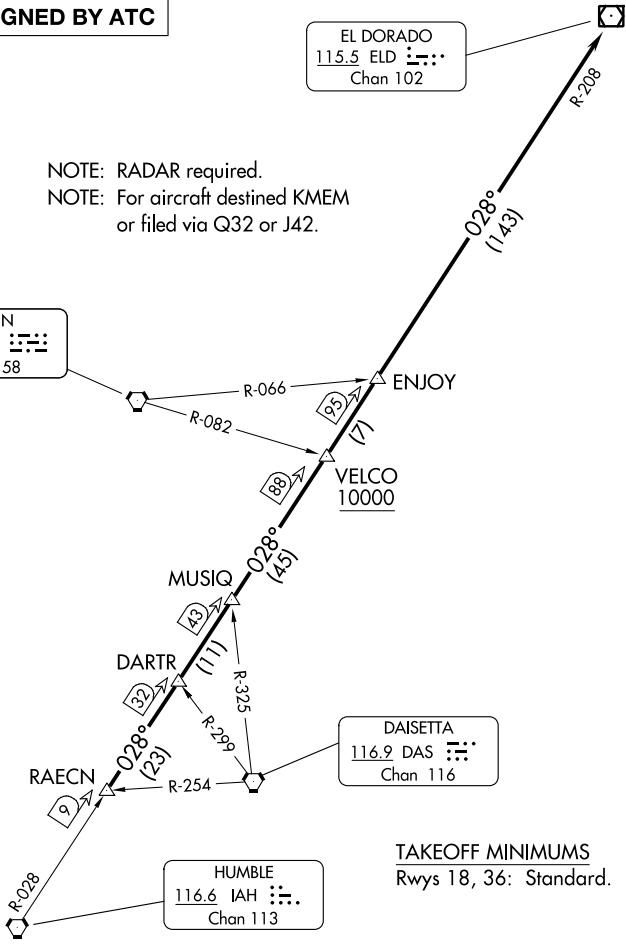 GNED BY ATC
EL DORADO
115.5 ELD
Chan 102
R-208
NOTE: RADAR required.
NOTE: For aircraft destined KMEM
or filed via Q32 or J42.
028°
(143)
N
58
R-066
ENJOY
95
R-082
(7)
88
VELCO
10000
028°
(45)
MUSIQ
43
DARTR
(11)
R-325
32
R-299
028°
(23)
DAISETTA
116.9 DAS
Chan 116
RAECN
R-254
9
TAKEOFF MINIMUMS
Rwys 18, 36: Standard.
R-028
HUMBLE
116.6 IAH
Chan 113